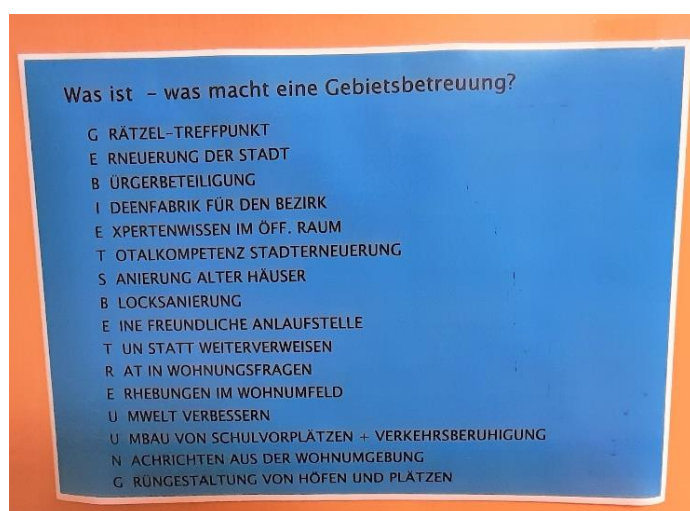 Was ist – was macht eine Gebietsbetreuung?
G RÄTZEL-TREFFPUNKT
E RNEUERUNG DER STADT
B ÜRGERBETEILIGUNG
I DEENFABRIK FÜR DEN BEZIRK
E XPERTENWISSEN IM ÖFF. RAUM
T OTALKOMPETENZ STADTERNEUERUNG
S ANIERUNG ALTER HÄUSER
B LOCKSANIERUNG
E INE FREUNDLICHE ANLAUFSTELLE
T UN STATT WEITERVERWEISEN
R AT IN WOHNUNGSFRAGEN
E RHEBUNGEN IM WOHNUMFELD
U MWELT VERBESSERN
U MBAU VON SCHULVORPLÄTZEN + VERKEHRSBERUHIGUNG
N ACHRICHTEN AUS DER WOHNUMGEBUNG
G RÜNGESTALTUNG VON HÖFEN UND PLÄTZEN